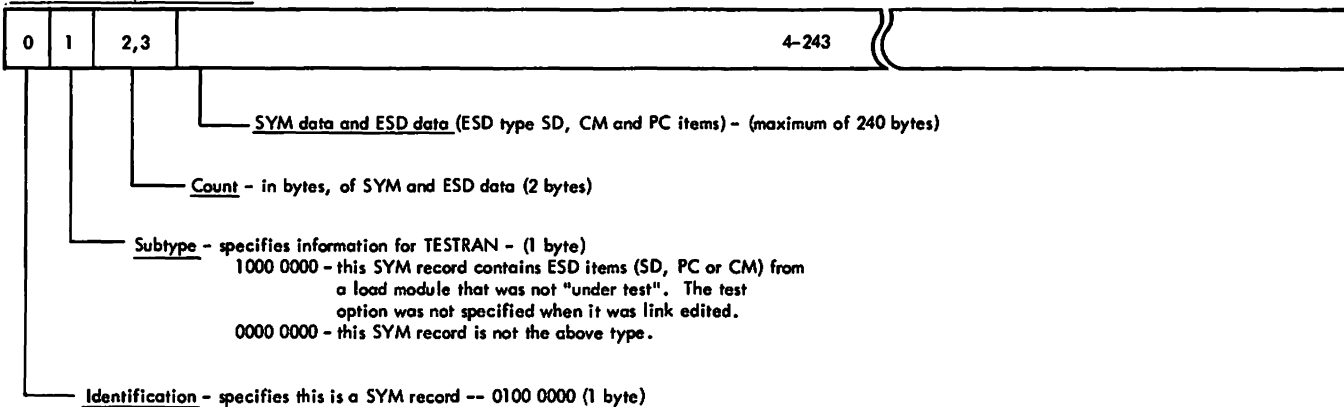 0 1 2,3 4-243
SYM data and ESD data (ESD type SD, CM and PC items) - (maximum of 240 bytes)
Count - in bytes, of SYM and ESD data (2 bytes)
Subtype - specifies information for TESTRAN - (1 byte)
1000 0000 - this SYM record contains ESD items (SD, PC or CM) from
a load module that was not "under test". The test
option was not specified when it was link edited.
0000 0000 - this SYM record is not the above type.
Identification - specifies this is a SYM record -- 0100 0000 (1 byte)